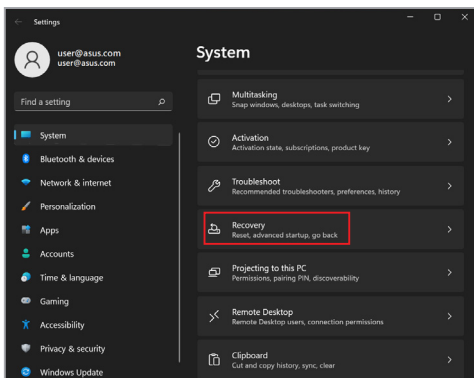 Settings
user@asus.com
user@asus.com
Find a setting
System
Bluetooth & devices
Network & internet
Personalization
Apps
Accounts
Time & language
Gaming
Accessibility
Privacy & security
Windows Update
System
Multitasking
Snap windows, desktops, task switching
Activation
Activation state, subscriptions, product key
Troubleshoot
Recommended troubleshooters, preferences, history
Recovery
Reset, advanced startup, go back
Projecting to this PC
Permissions, pairing PIN, discoverability
Remote Desktop
Remote Desktop users, connection permissions
Clipboard
Cut and copy history, sync, clear